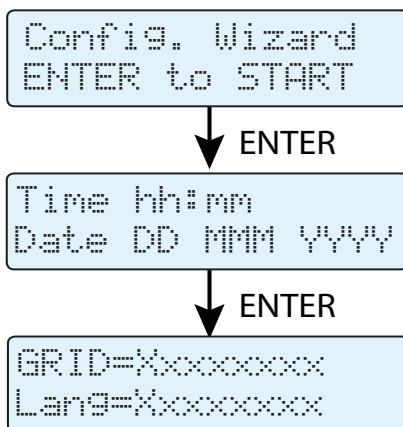 Config. Wizard
ENTER to START
ENTER
Time hh:mm
Date DD MMM YYYY
ENTER
GRID=Xxxxxxxx
Lang=Xxxxxxxx